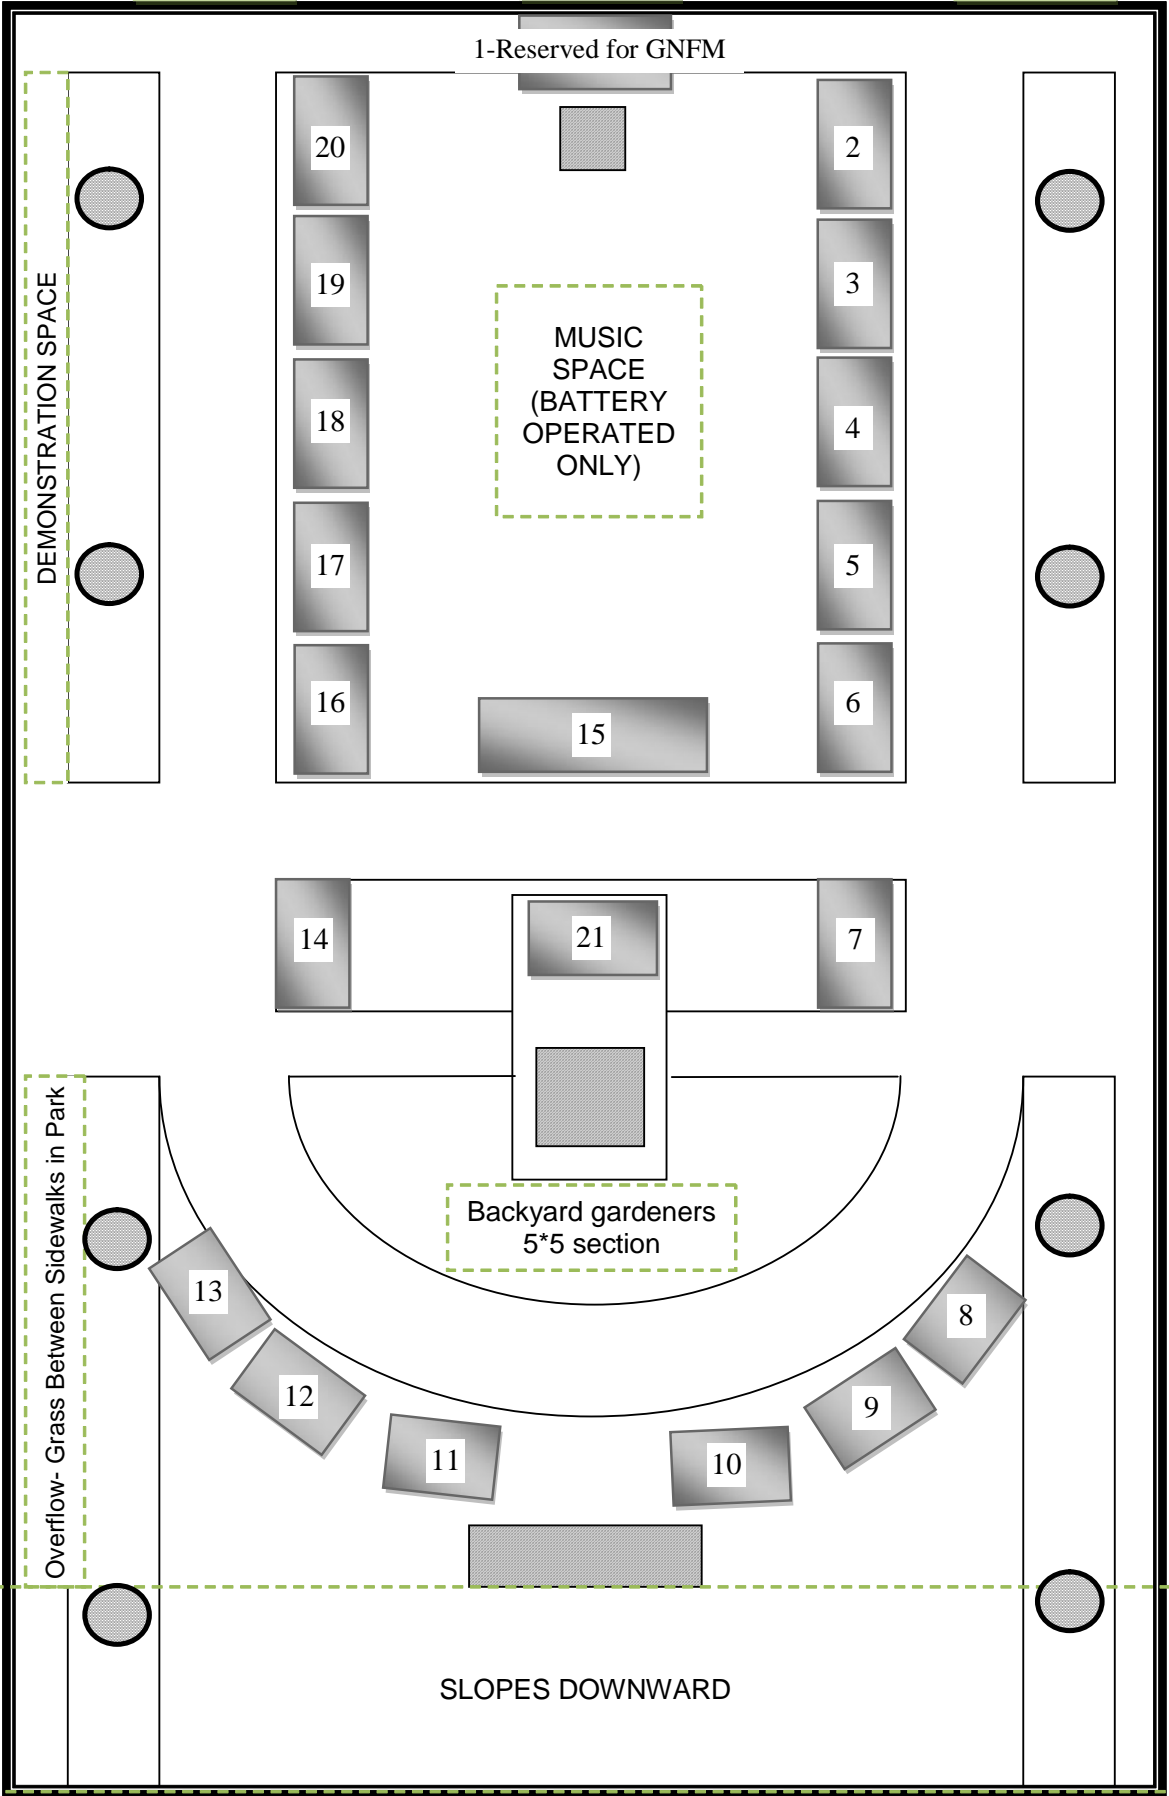 1-Reserved for GNFM
20
2
19
3
DEMONSTRATION SPACE
MUSIC
SPACE
(BATTERY
OPERATED
ONLY)
18
4
17
5
16
6
15
14
21
7
Overflow- Grass Between Sidewalks in Park
Backyard gardeners
5*5 section
13
8
12
9
11
10
SLOPES DOWNWARD